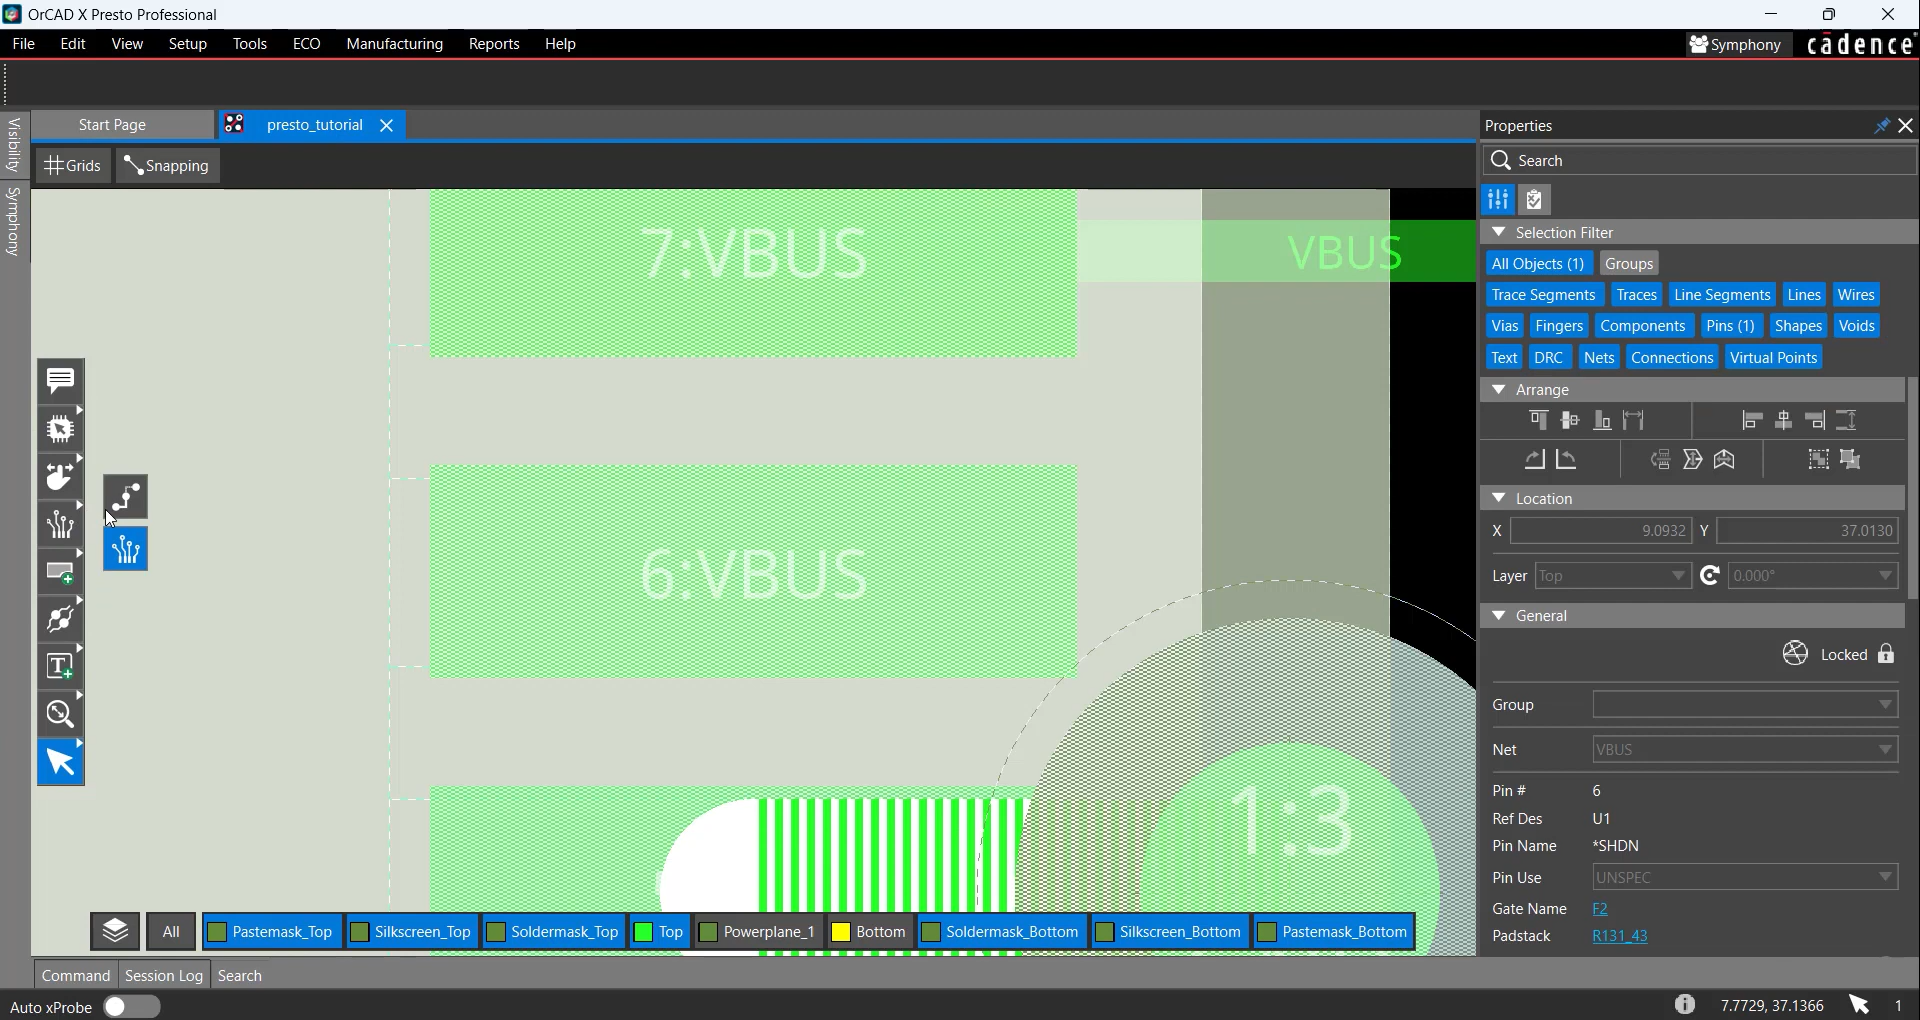 OrCAD X Presto Professional
File Edit View Setup Tools ECO Manufacturing Reports Help
Symphony cādence
Visibility
Symphony
Start Page presto_tutorial
Grids Snapping
7:VBUS
VBUS
6:VBUS
1:3
All Pastemask_Top Silkscreen_Top Soldermask_Top Top Powerplane_1 Bottom Soldermask_Bottom Silkscreen_Bottom Pastemask_Bottom
Properties
Search
Selection Filter
All Objects (1) Groups
Trace Segments Traces Line Segments Lines Wires
Vias Fingers Components Pins (1) Shapes Voids
Text DRC Nets Connections Virtual Points
Arrange
Location
X 9.0932 Y 37.0130
Layer Top 0.000°
General
Locked
Group
Net VBUS
Pin # 6
Ref Des U1
Pin Name *SHDN
Pin Use UNSPEC
Gate Name F2
Padstack R131_43
Command Session Log Search
Auto xProbe 7.7729, 37.1366 1